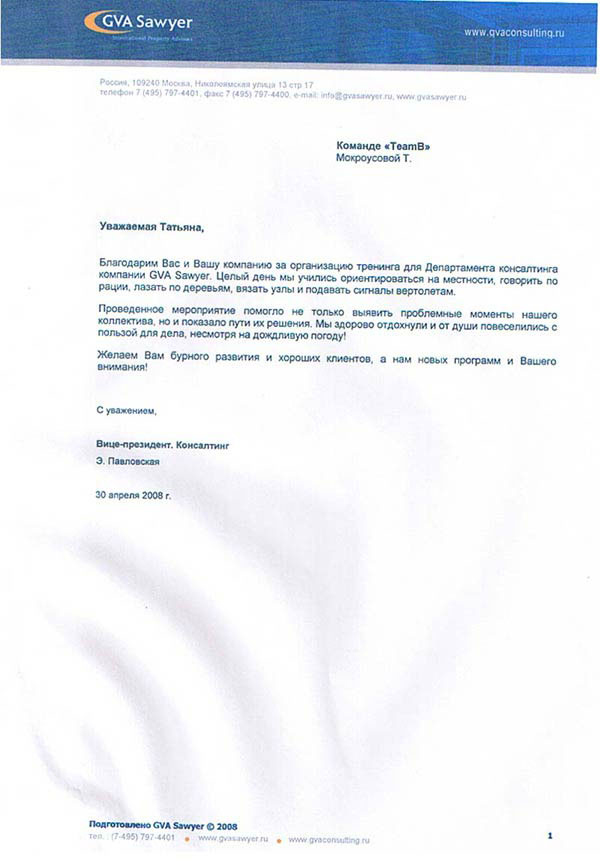 GVA Sawyer
International Property Advisers
www.gvaconsulting.ru
Россия, 109240 Москва, Николоямская улица 13 стр 17
телефон 7 (495) 797-4401, факс 7 (495) 797-4400, e-mail: info@gvasawyer.ru, www.gvasawyer.ru
Команде «TeamB»
Мокроусовой Т.
Уважаемая Татьяна,
Благодарим Вас и Вашу компанию за организацию тренинга для Департамента консалтинга
компании GVA Sawyer. Целый день мы учились ориентироваться на местности, говорить по
рации, лазать по деревьям, вязать узлы и подавать сигналы вертолетам.
Проведенное мероприятие помогло не только выявить проблемные моменты нашего
коллектива, но и показало пути их решения. Мы здорово отдохнули и от души повеселились с
пользой для дела, несмотря на дождливую погоду!
Желаем Вам бурного развития и хороших клиентов, а нам новых программ и Вашего
внимания!
С уважением,
Вице-президент. Консалтинг
Э. Павловская
30 апреля 2008 г.
Подготовлено GVA Sawyer © 2008
тел. : (7-495) 797-4401 • www.gvasawyer.ru • www.gvaconsulting.ru
1